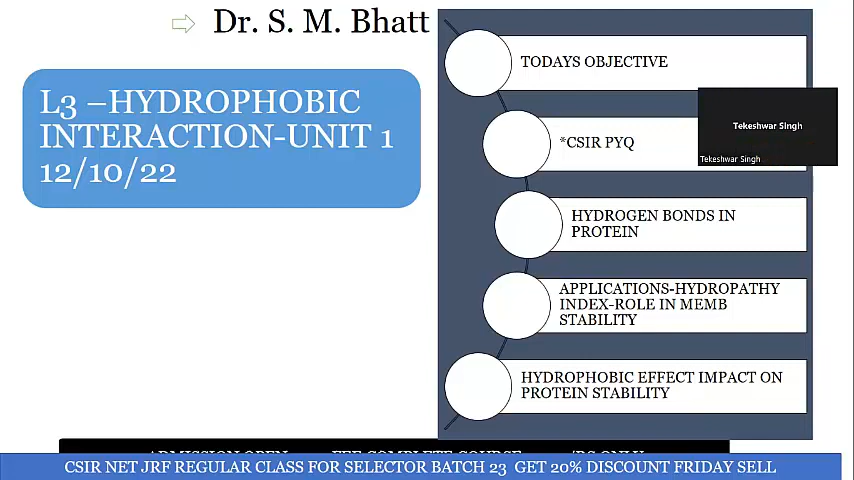 Dr. S. M. Bhatt
L3 –HYDROPHOBIC
INTERACTION-UNIT 1
12/10/22
TODAYS OBJECTIVE
*CSIR PYQ
Tekeshwar SIngh
Tekeshwar Singh
HYDROGEN BONDS IN
PROTEIN
APPLICATIONS-HYDROPATHY
INDEX-ROLE IN MEMB
STABILITY
HYDROPHOBIC EFFECT IMPACT ON
PROTEIN STABILITY
CSIR NET JRF REGULAR CLASS FOR SELECTOR BATCH 23 GET 20% DISCOUNT FRIDAY SELL